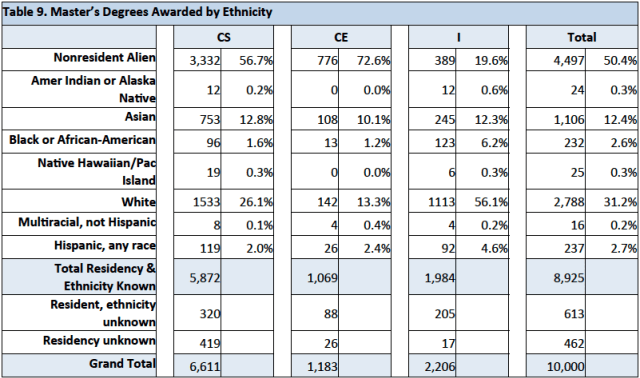 Table 9. Master's Degrees Awarded by Ethnicity
CS CE I Total
Nonresident Alien 3,332 56.7% 776 72.6% 389 19.6% 4,497 50.4%
Amer Indian or Alaska
Native 12 0.2% 0 0.0% 12 0.6% 24 0.3%
Asian 753 12.8% 108 10.1% 245 12.3% 1,106 12.4%
Black or African-American 96 1.6% 13 1.2% 123 6.2% 232 2.6%
Native Hawaiian/Pac
Island 19 0.3% 0 0.0% 6 0.3% 25 0.3%
White 1533 26.1% 142 13.3% 1113 56.1% 2,788 31.2%
Multiracial, not Hispanic 8 0.1% 4 0.4% 4 0.2% 16 0.2%
Hispanic, any race 119 2.0% 26 2.4% 92 4.6% 237 2.7%
Total Residency &
Ethnicity Known 5,872 1,069 1,984 8,925
Resident, ethnicity
unknown 320 88 205 613
Residency unknown 419 26 17 462
Grand Total 6,611 1,183 2,206 10,000